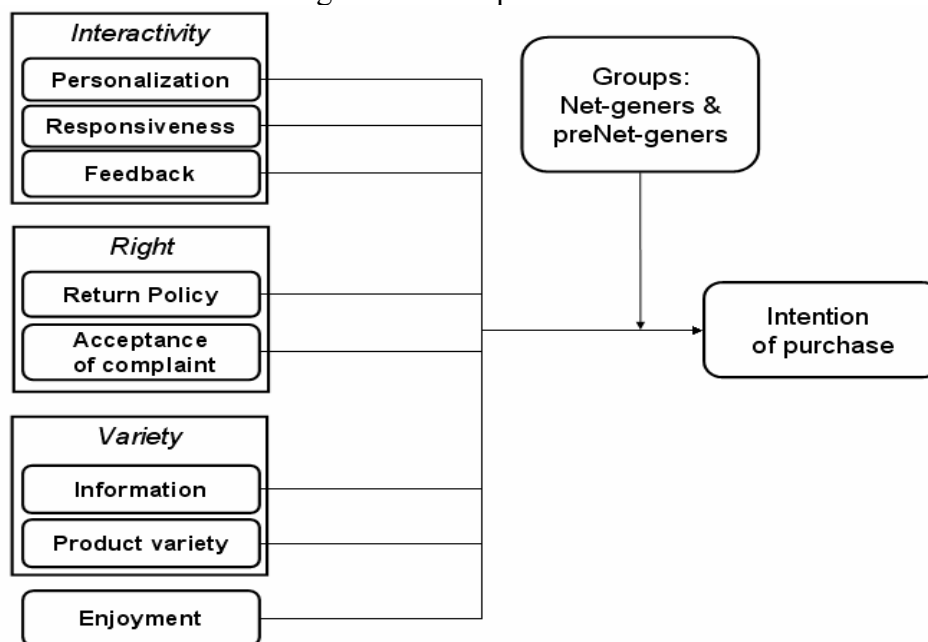 Interactivity
Personalization
Responsiveness
Feedback
Right
Return Policy
Acceptance
of complaint
Variety
Information
Product variety
Enjoyment
Groups:
Net-geners &
preNet-geners
Intention
of purchase